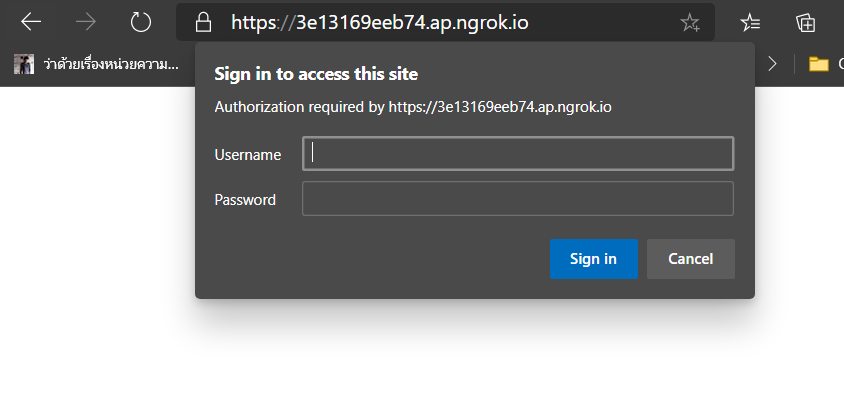 https://3e13169eeb74.ap.ngrok.io
ว่าด้วยเรื่องหน่วยความ...
Sign in to access this site
Authorization required by https://3e13169eeb74.ap.ngrok.io
Username
Password
Sign in Cancel